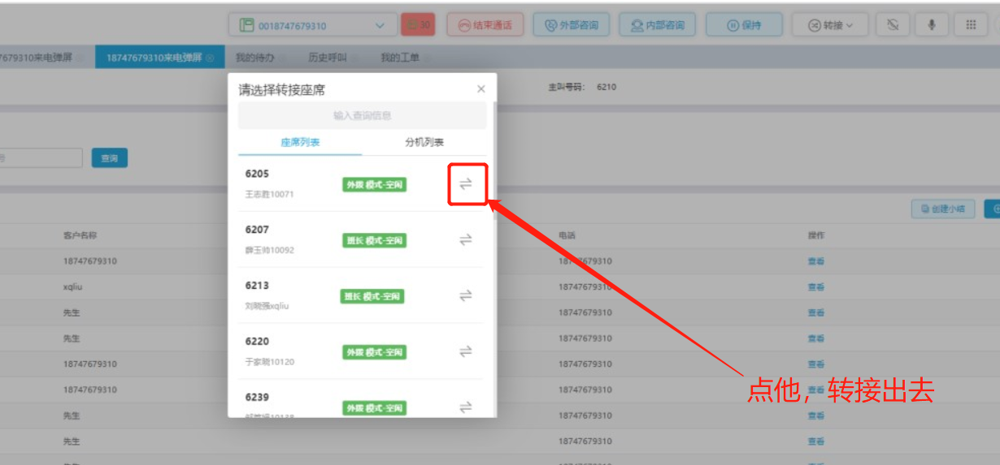 0018747679310
30
结束通话
外部咨询
内部咨询
保持
转接
7679310来电弹屏
18747679310来电弹屏
我的待办
历史呼叫
我的工单
请选择转接座席
主叫号码： 6210
输入查询信息
座席列表
分机列表
查询
6205
外拨 模式-空闲
王志胜10071
创建小结
6207
班长 模式-空闲
薛玉帅10092
客户名称
电话
操作
18747679310
18747679310
查看
xqliu
18747679310
查看
6213
班长 模式-空闲
刘晓强xqliu
先生
18747679310
查看
先生
18747679310
查看
6220
外拨 模式-空闲
于家晓10120
18747679310
18747679310
查看
18747679310
18747679310
查看
点他，转接出去
6239
外拨 模式-空闲
先生
18747679310
查看
先生
18747679310
查看